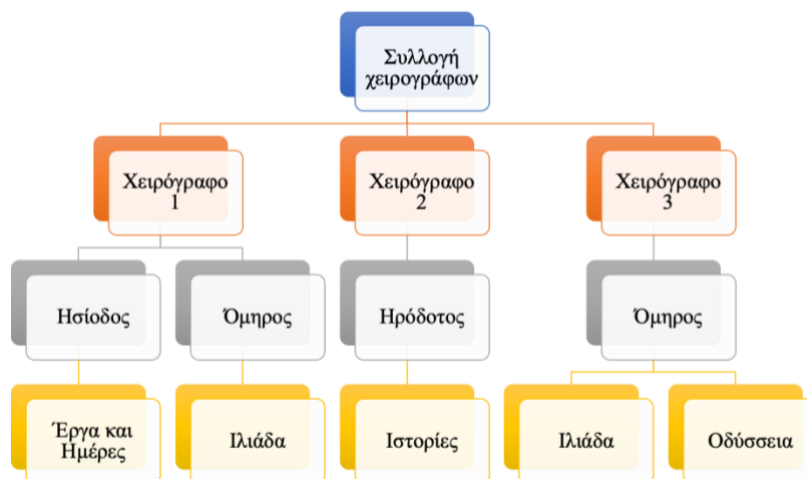 Συλλογή
χειρογράφων
Χειρόγραφο
1
Χειρόγραφο
2
Χειρόγραφο
3
Ησίοδος
Όμηρος
Ηρόδοτος
Όμηρος
Έργα και
Ημέρες
Ιλιάδα
Ιστορίες
Ιλιάδα
Οδύσσεια